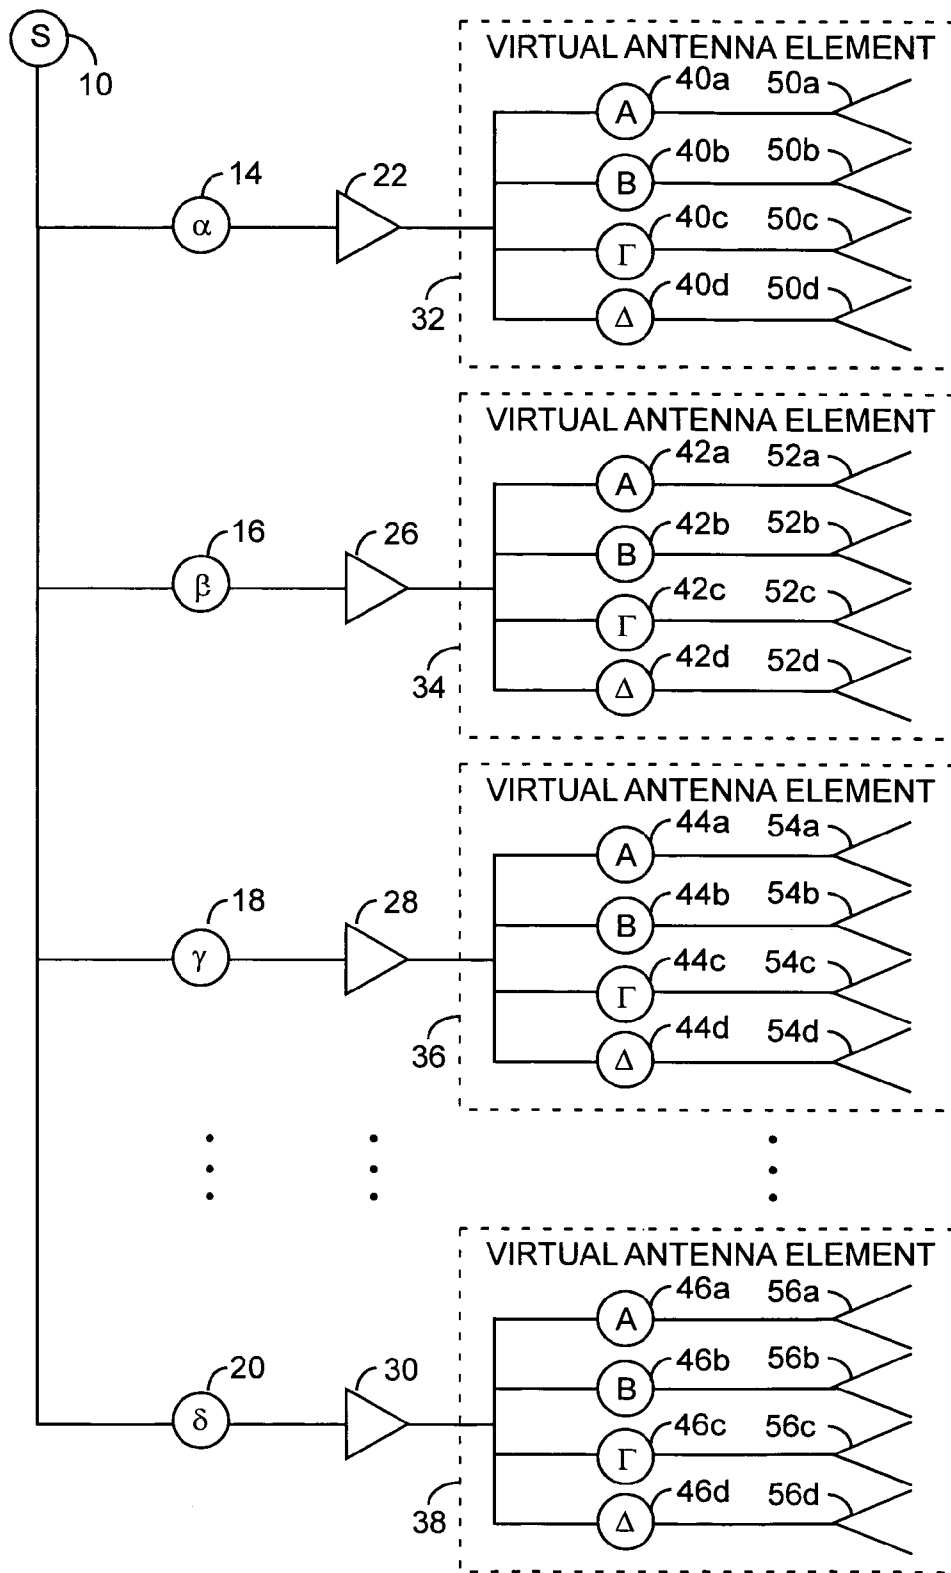 S
10
VIRTUAL ANTENNA ELEMENT
40a 50a
A
40b 50b
B
14 22
α
40c 50c
Γ
32
40d 50d
Δ
VIRTUAL ANTENNA ELEMENT
42a 52a
A
42b 52b
B
16 26
β
42c 52c
Γ
34
42d 52d
Δ
VIRTUAL ANTENNA ELEMENT
44a 54a
A
44b 54b
B
18 28
γ
44c 54c
Γ
36
44d 54d
Δ
VIRTUAL ANTENNA ELEMENT
46a 56a
A
46b 56b
B
20 30
δ
46c 56c
Γ
38
46d 56d
Δ